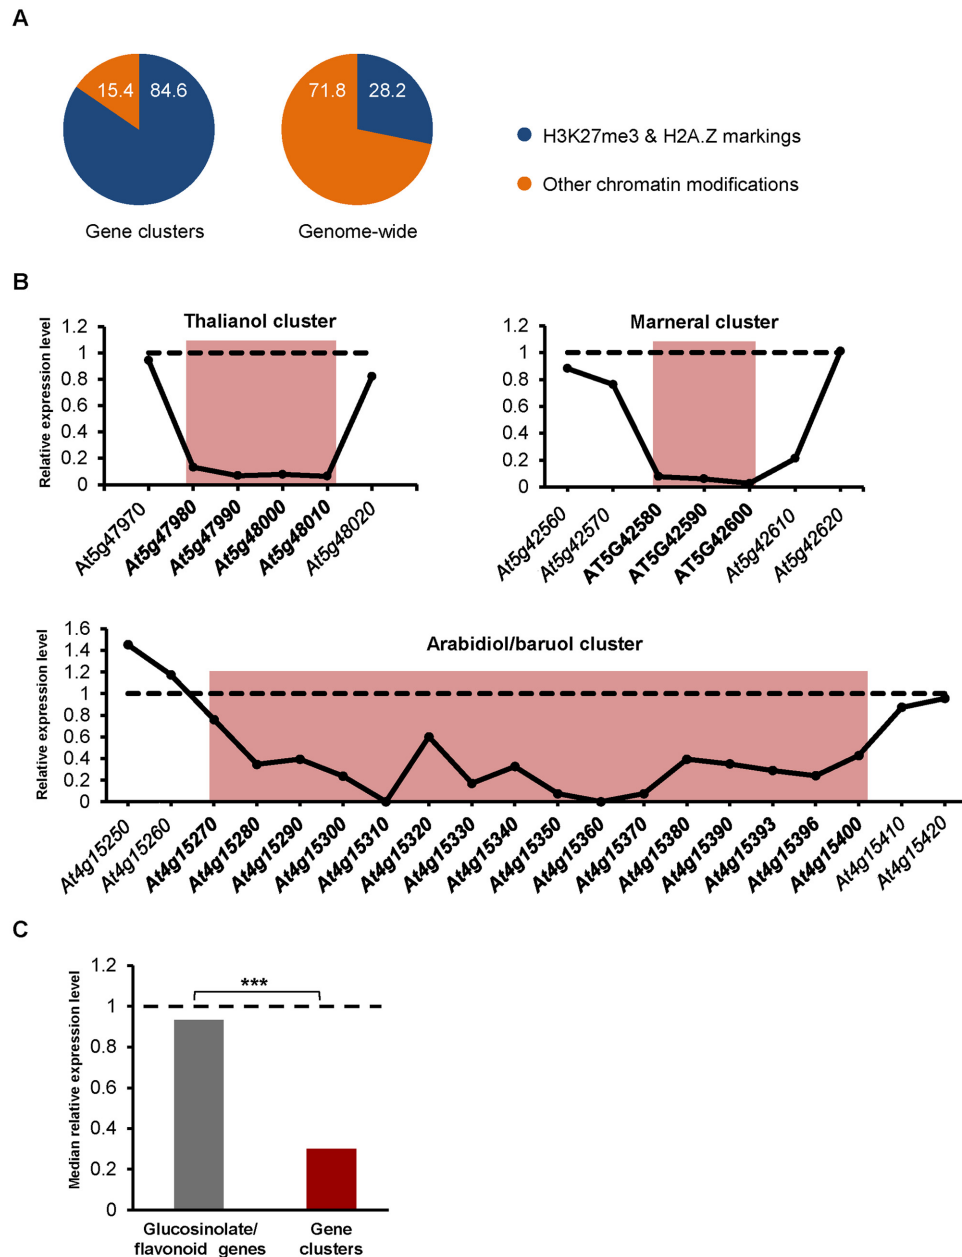 A
15.4
84.6
71.8
28.2
H3K27me3 & H2A.Z markings
Other chromatin modifications
Gene clusters
Genome-wide
B
Thalianol cluster
Relative expression level
1.2
1
0.8
0.6
0.4
0.2
0
At5g47970
At5g47980
At5g47990
At5g48000
At5g48010
At5g48020
Marneral cluster
1.2
1
0.8
0.6
0.4
0.2
0
At5g42560
At5g42570
AT5G42580
AT5G42590
AT5G42600
At5g42610
At5g42620
Arabidiol/baruol cluster
Relative expression level
1.6
1.4
1.2
1
0.8
0.6
0.4
0.2
0
At4g15250
At4g15260
At4g15270
At4g15280
At4g15290
At4g15300
At4g15310
At4g15320
At4g15330
At4g15340
At4g15350
At4g15360
At4g15370
At4g15380
At4g15390
At4g15393
At4g15396
At4g15400
At4g15410
At4g15420
C
Median relative expression level
1.2
1
0.8
0.6
0.4
0.2
0
***
Glucosinolate/
flavonoid genes
Gene
clusters